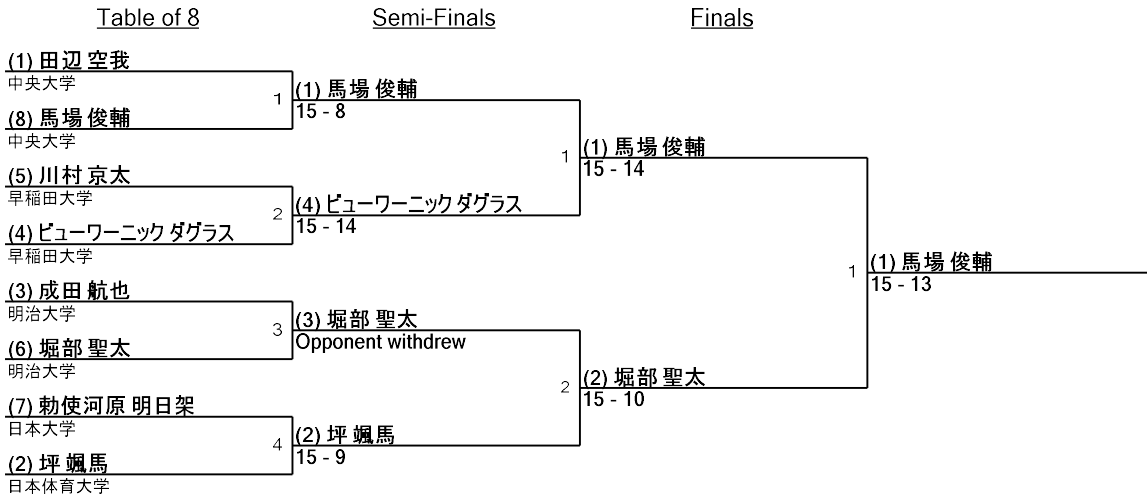 Table of 8
Semi-Finals
Finals
(1) 田辺 空我
中央大学
(8) 馬場 俊輔
中央大学
(5) 川村 京太
早稲田大学
(4) ビューワーニック ダグラス
早稲田大学
(3) 成田 航也
明治大学
(6) 堀部 聖太
明治大学
(7) 勅使河原 明日架
日本大学
(2) 坪 颯馬
日本体育大学
1
(1) 馬場 俊輔
15 - 8
2
(4) ビューワーニック ダグラス
15 - 14
3
(3) 堀部 聖太
Opponent withdrew
4
(2) 坪 颯馬
15 - 9
1
(1) 馬場 俊輔
15 - 14
2
(2) 堀部 聖太
15 - 10
1
(1) 馬場 俊輔
15 - 13